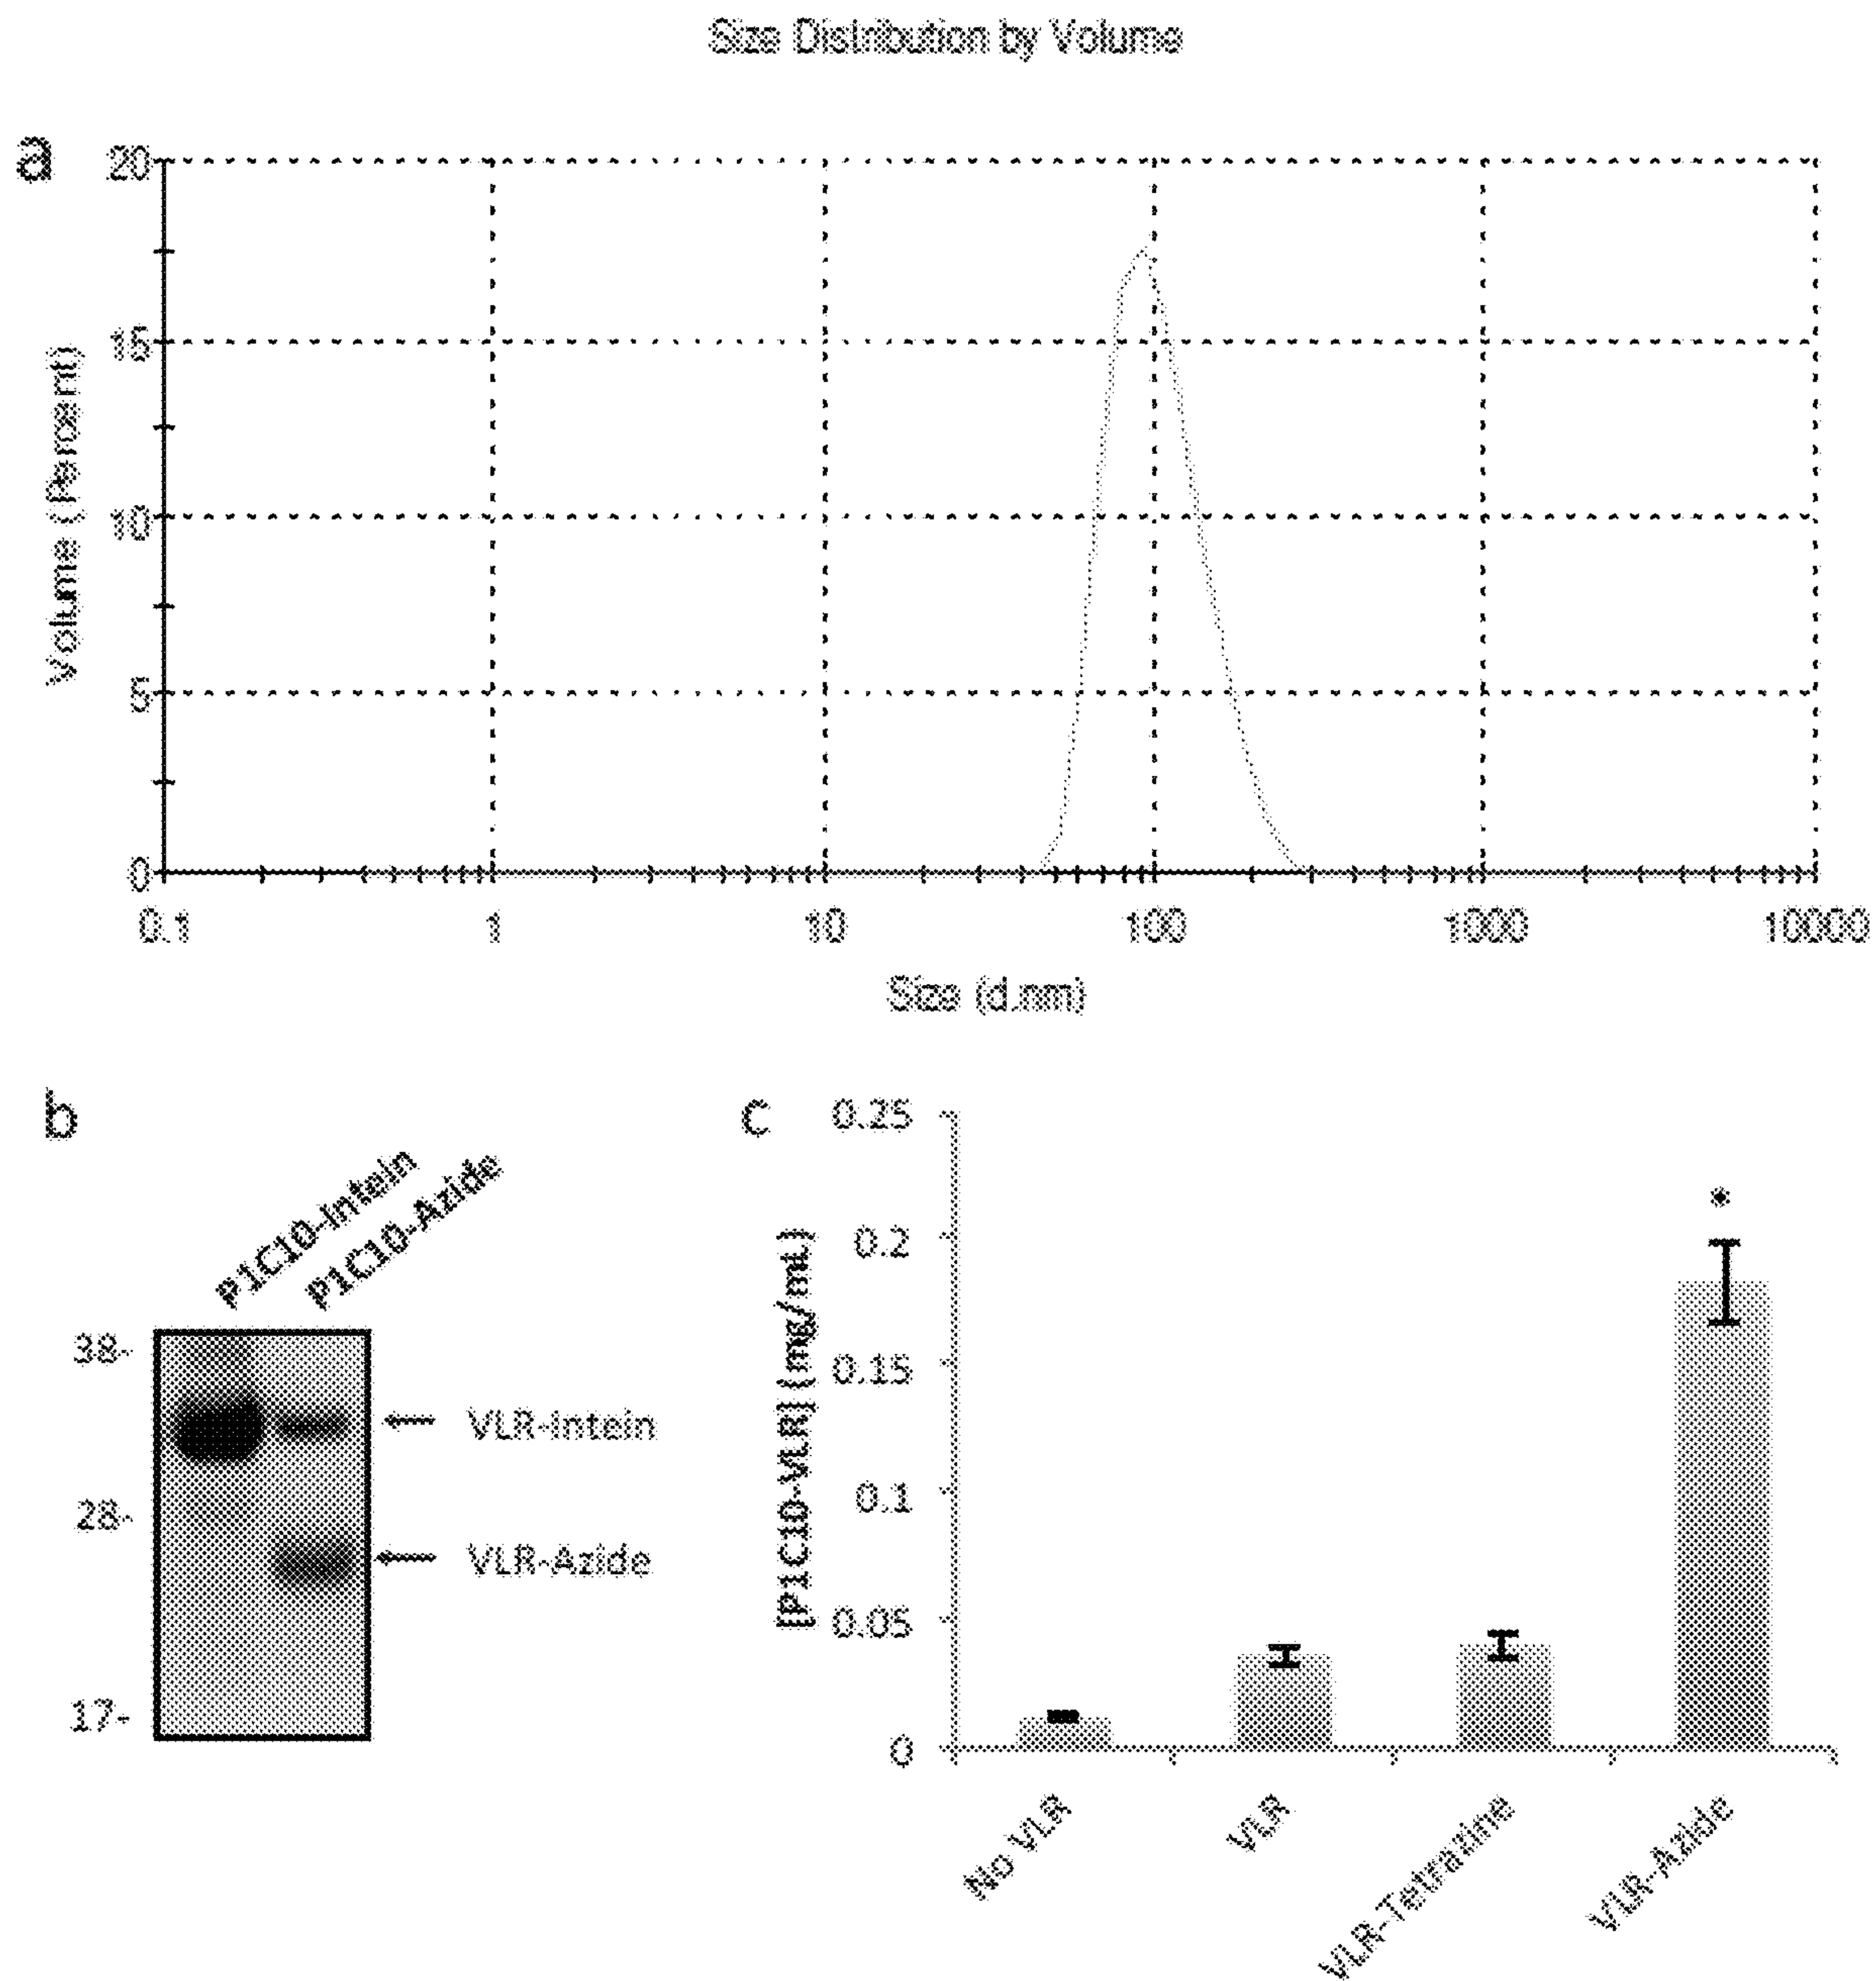 Size Distribution by Volume
a
20
15
10
5
0
Volume (Percent)
0.1 1 10 100 1000 10000
Size (d.nm)
b
P1C10-Intein
P1C10-Azide
38-
28-
17-
VLR-Intein
VLR-Azide
c
0.25
0.2
0.15
0.1
0.05
0
[P1C10-VLR] (mg/mL)
*
No VLR
VLR
VLR-Tetrazine
VLR-Azide